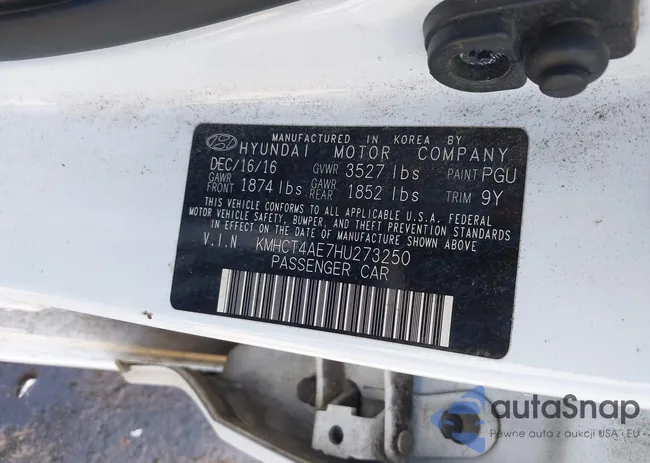 MANUFACTURED IN KOREA BY
HYUNDAI MOTOR COMPANY
DEC/16/16 GVWR 3527 lbs PAINT PGU
GAWR FRONT 1874 lbs GAWR REAR 1852 lbs TRIM 9Y
THIS VEHICLE CONFORMS TO ALL APPLICABLE U.S.A. FEDERAL
MOTOR VEHICLE SAFETY, BUMPER, AND THEFT PREVENTION STANDARDS
IN EFFECT ON THE DATE OF MANUFACTURE SHOWN ABOVE
V.I.N KMHCT4AE7HU273250
PASSENGER CAR
autaSnap
Pewne auta z aukcji USA i EU